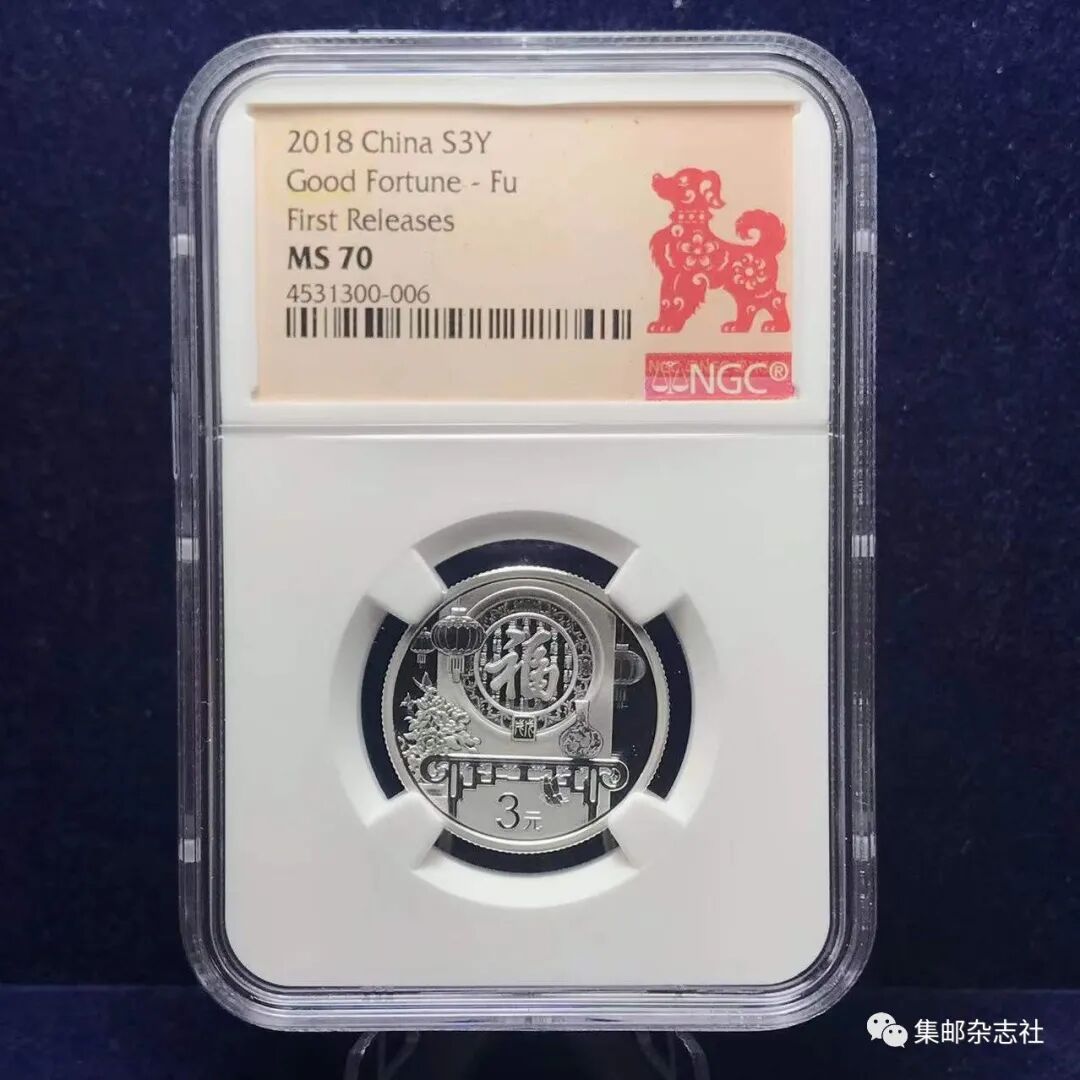 2018 China S3Y
Good Fortune - Fu
First Releases
MS 70
4531300-006
NGC®
福
3元
集邮杂志社